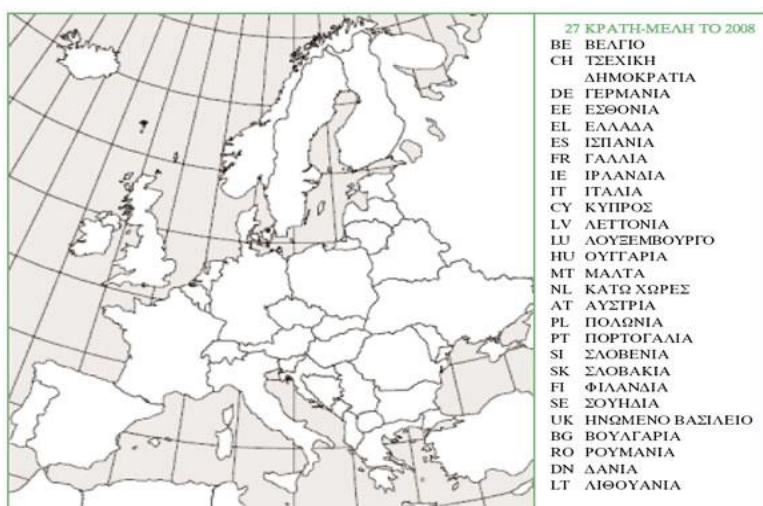 27 ΚΡΑΤΗ-ΜΕΛΗ ΤΟ 2008
BE ΒΕΛΓΙΟ
CH ΤΣΕΧΙΚΗ
ΔΗΜΟΚΡΑΤΙΑ
DE ΓΕΡΜΑΝΙΑ
EE ΕΣΘΟΝΙΑ
EL ΕΛΛΑΔΑ
ES ΙΣΠΑΝΙΑ
FR ΓΑΛΛΙΑ
IE ΙΡΛΑΝΔΙΑ
IT ΙΤΑΛΙΑ
CY ΚΥΠΡΟΣ
LV ΛΕΤΤΟΝΙΑ
LU ΛΟΥΞΕΜΒΟΥΡΓΟ
HU ΟΥΓΓΑΡΙΑ
MT ΜΑΛΤΑ
NL ΚΑΤΩ ΧΩΡΕΣ
AT ΑΥΣΤΡΙΑ
PL ΠΟΛΩΝΙΑ
PT ΠΟΡΤΟΓΑΛΙΑ
SI ΣΛΟΒΕΝΙΑ
SK ΣΛΟΒΑΚΙΑ
FI ΦΙΛΑΝΔΙΑ
SE ΣΟΥΗΔΙΑ
UK ΗΝΩΜΕΝΟ ΒΑΣΙΛΕΙΟ
BG ΒΟΥΛΓΑΡΙΑ
RO ΡΟΥΜΑΝΙΑ
DN ΔΑΝΙΑ
LT ΛΙΘΟΥΑΝΙΑ